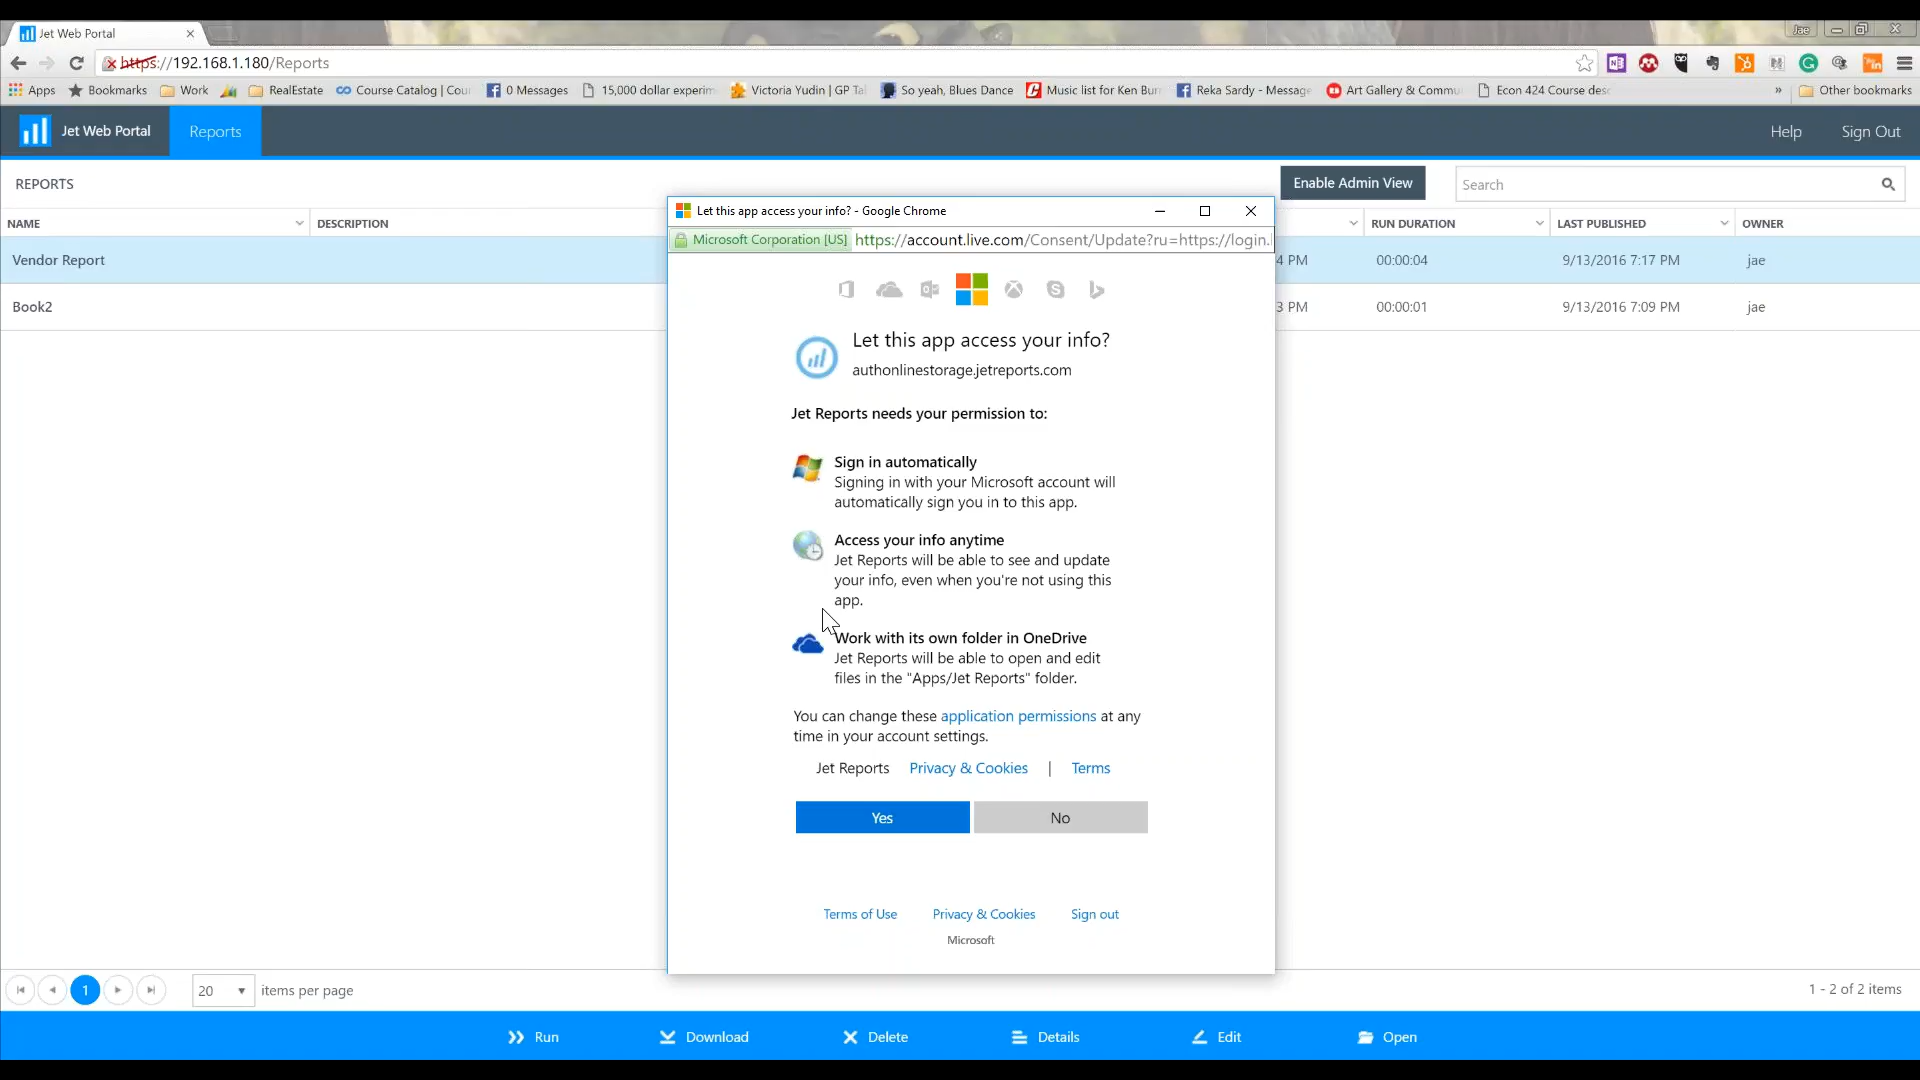 Jet Web Portal
Jae
https://192.168.1.180/Reports
Apps
Bookmarks
Work
RealEstate
Course Catalog | Cou
0 Messages
15,000 dollar experim
Victoria Yudin | GP Ta
So yeah, Blues Dance
Music list for Ken Bur
Reka Sardy - Message
Art Gallery & Commu
Econ 424 Course desc
»
Other bookmarks
Jet Web Portal
Reports
Help
Sign Out
REPORTS
Enable Admin View
Search
NAME
DESCRIPTION
RUN DURATION
LAST PUBLISHED
OWNER
Vendor Report
4 PM
00:00:04
9/13/2016 7:17 PM
jae
Book2
3 PM
00:00:01
9/13/2016 7:09 PM
jae
Let this app access your info? - Google Chrome
Microsoft Corporation [US]
https://account.live.com/Consent/Update?ru=https://login.l
Let this app access your info?
authonlinestorage.jetreports.com
Jet Reports needs your permission to:
Sign in automatically
Signing in with your Microsoft account will
automatically sign you in to this app.
Access your info anytime
Jet Reports will be able to see and update
your info, even when you're not using this
app.
Work with its own folder in OneDrive
Jet Reports will be able to open and edit
files in the "Apps/Jet Reports" folder.
You can change these application permissions at any
time in your account settings.
Jet Reports
Privacy & Cookies
|
Terms
Yes
No
Terms of Use
Privacy & Cookies
Sign out
Microsoft
1
20
items per page
1 - 2 of 2 items
Run
Download
Delete
Details
Edit
Open